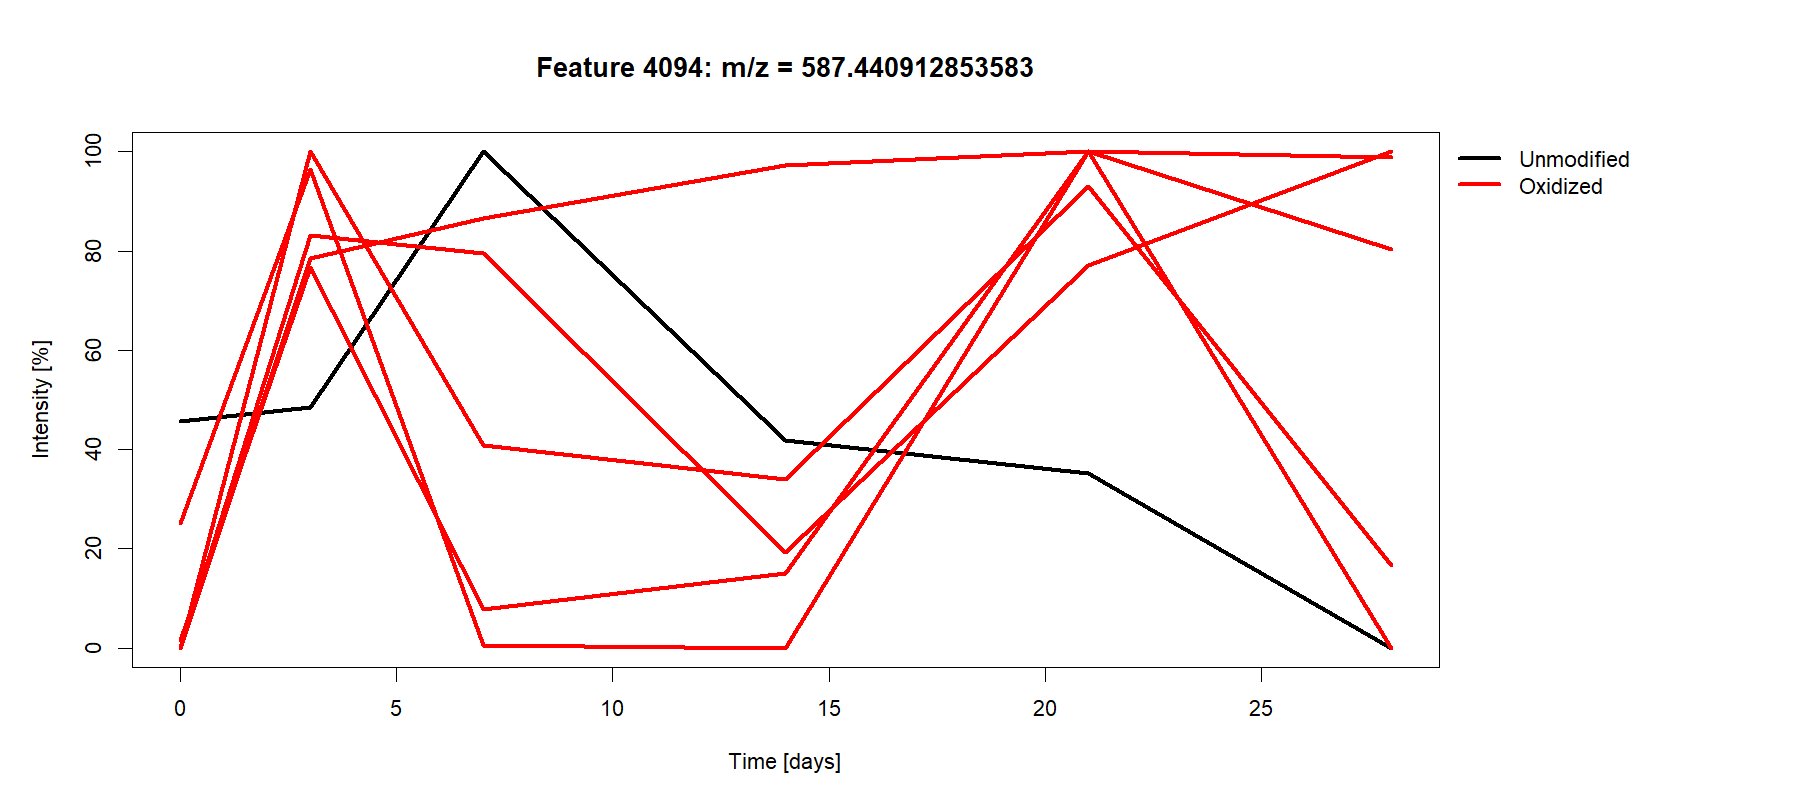 Feature 4094: m/z = 587.440912853583
Unmodified
Oxidized
Intensity [%]
100
80
60
40
20
0
0 5 10 15 20 25
Time [days]